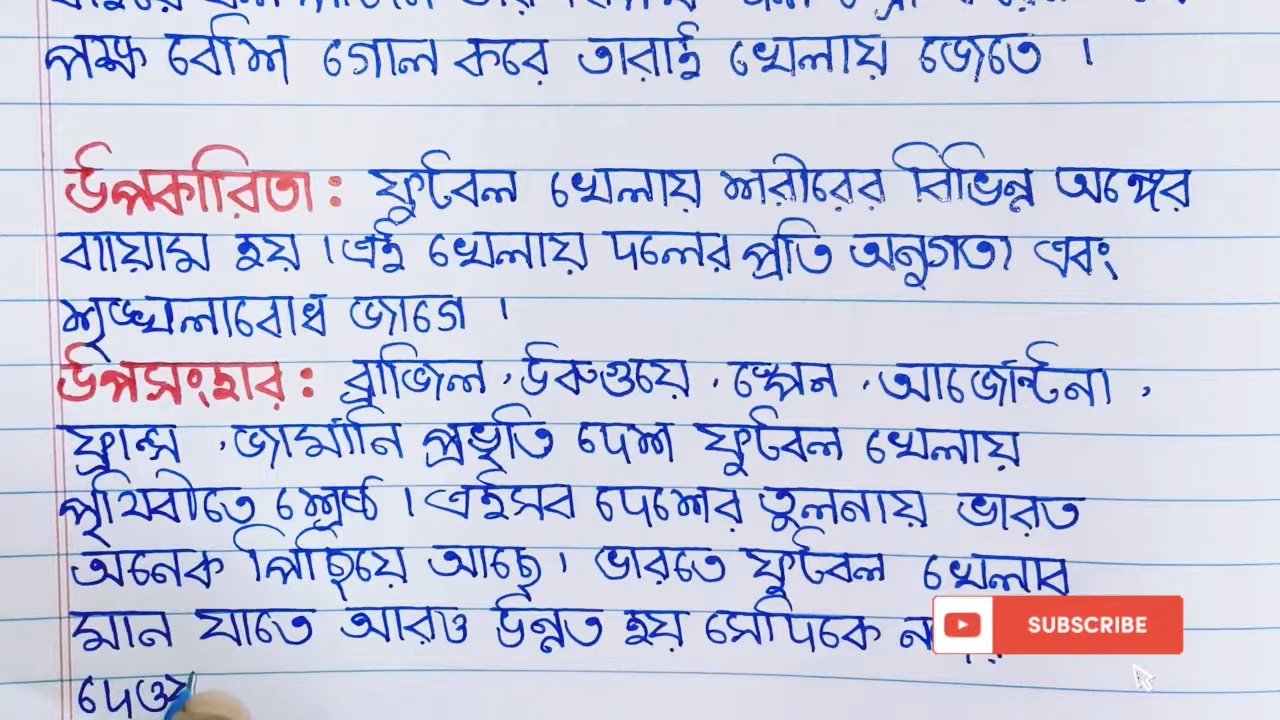 পক্ষ বেশি গোল করে তারাই খেলায় জেতে ।
উপকারিতা : ফুটবল খেলায় শরীরের বিভিন্ন অঙ্গের
ব্যায়াম হয় । এই খেলায় দলের প্রতি অনুগত্য এবং
শৃঙ্খলাবোধ জাগে ।
উপসংহার : ব্রাজিল , উরুগুয়ে , স্পেন , আর্জেন্টিনা ,
ফ্রান্স , জার্মানি প্রভৃতি দেশ ফুটবল খেলায়
পৃথিবীতে শ্রেষ্ঠ । এইসব দেশের তুলনায় ভারত
অনেক পিছিয়ে আছে । ভারতে ফুটবল খেলার
মান যাতে আরও উন্নত হয় সেদিকে
SUBSCRIBE